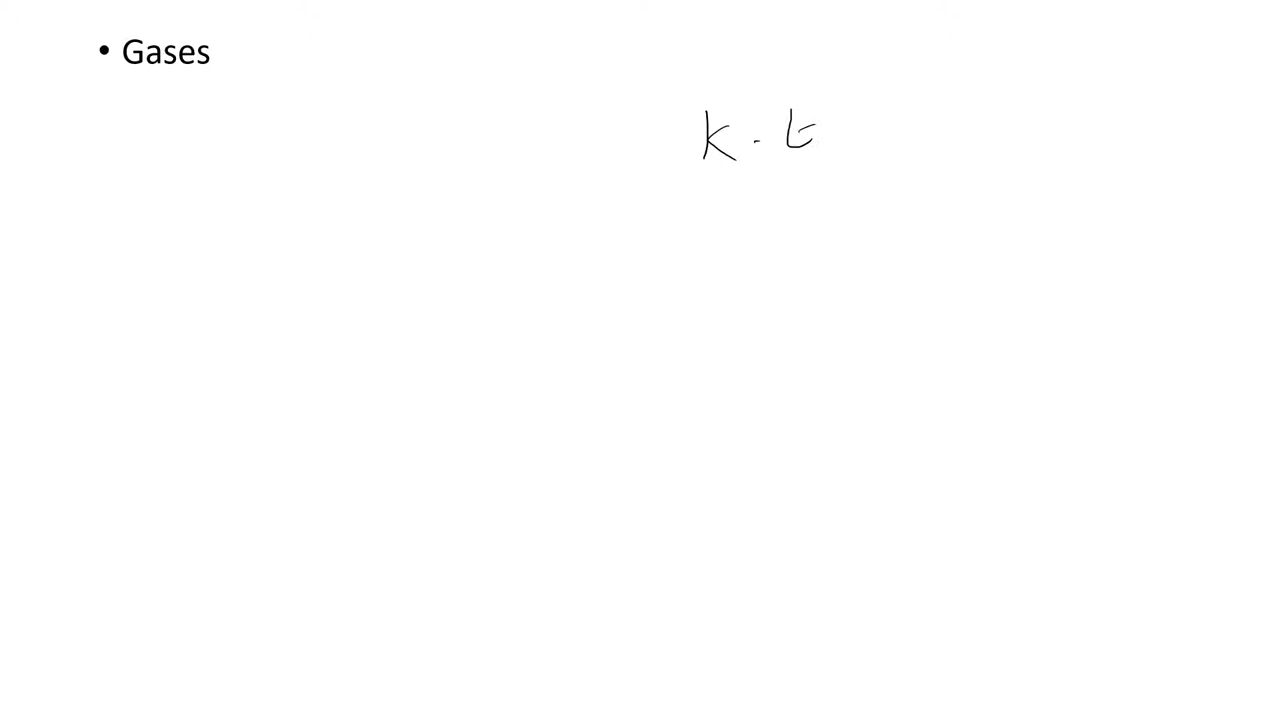 • Gases
K . E